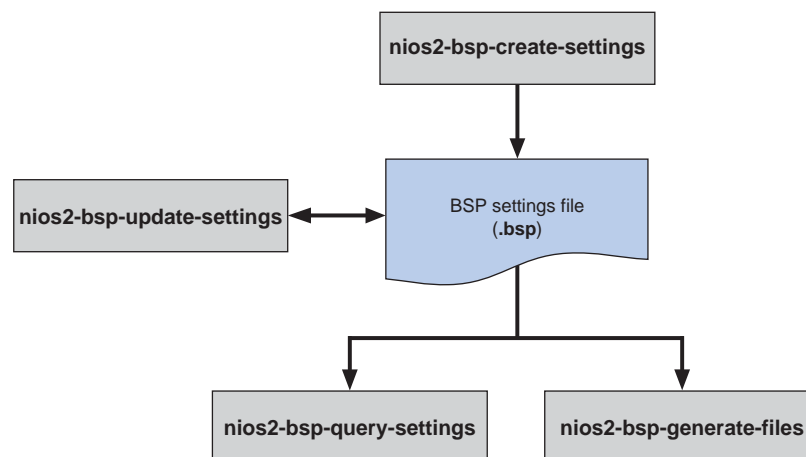 nios2-bsp-create-settings
BSP settings file
(.bsp)
nios2-bsp-update-settings
nios2-bsp-query-settings
nios2-bsp-generate-files